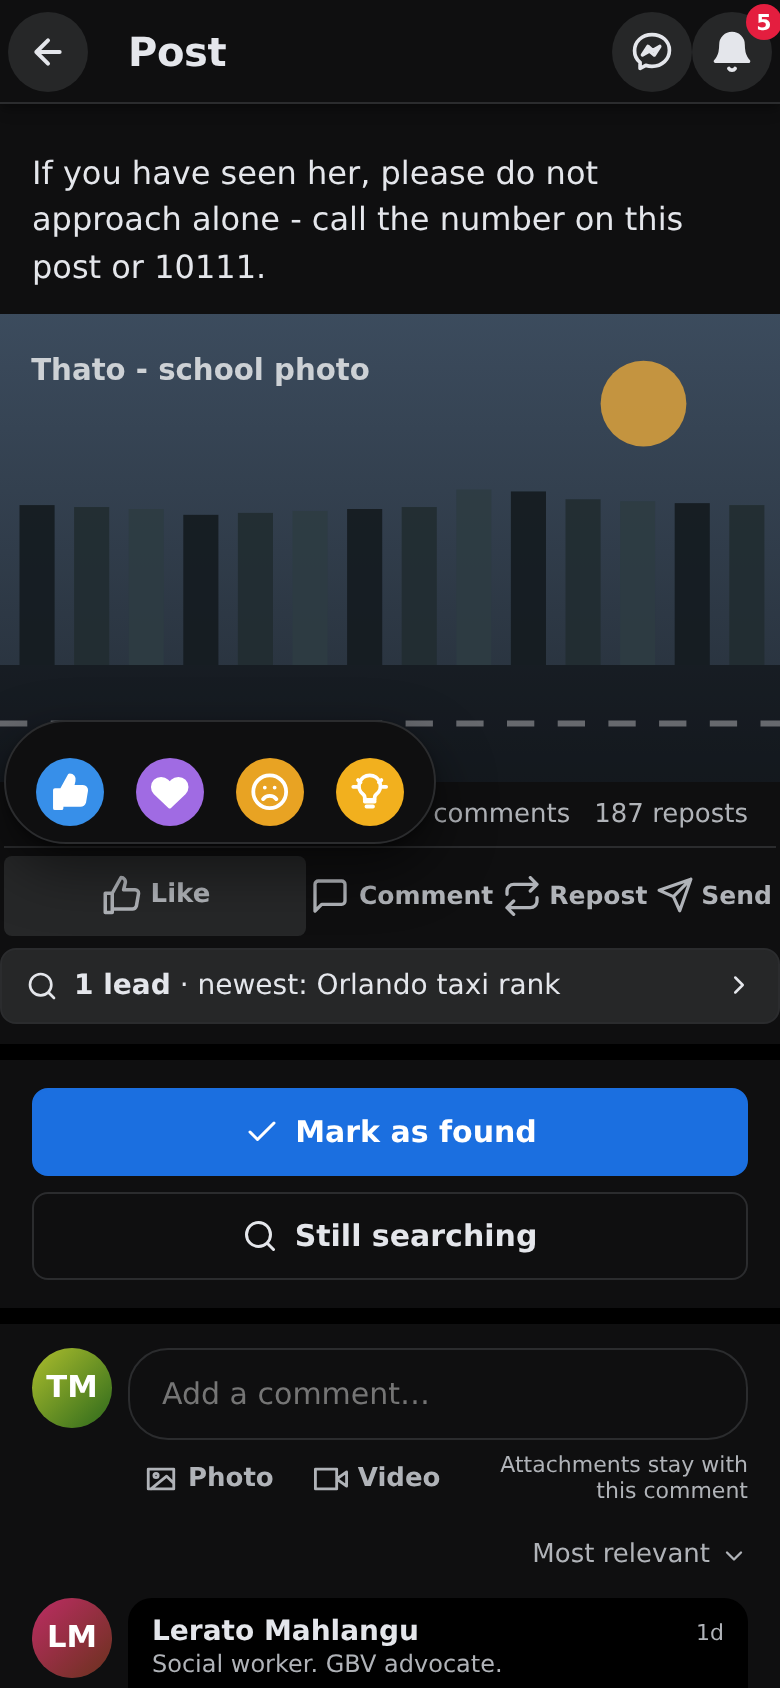 Post
5
If you have seen her, please do not
approach alone - call the number on this
post or 10111.
Thato - school photo
comments 187 reposts
Like Comment Repost Send
1 lead · newest: Orlando taxi rank
Mark as found
Still searching
TM Add a comment...
Photo Video Attachments stay with
this comment
Most relevant
LM Lerato Mahlangu 1d
Social worker. GBV advocate.